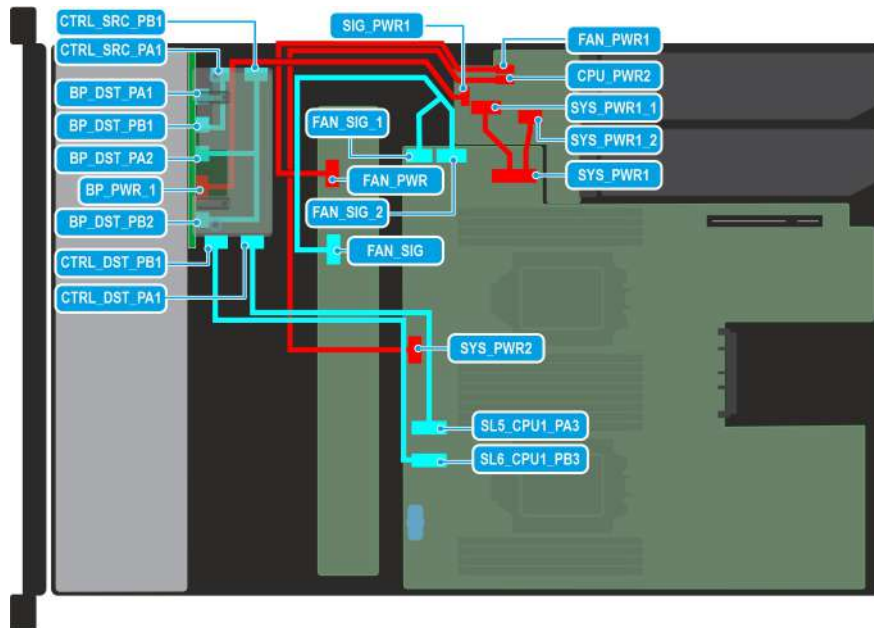 CTRL_SRC_PB1
SIG_PWR1
FAN_PWR1
CTRL_SRC_PA1
CPU_PWR2
BP_DST_PA1
SYS_PWR1_1
BP_DST_PB1
FAN_SIG_1
SYS_PWR1_2
BP_DST_PA2
SYS_PWR1
BP_PWR_1
FAN_PWR
BP_DST_PB2
FAN_SIG_2
FAN_SIG
CTRL_DST_PB1
CTRL_DST_PA1
SYS_PWR2
SL5_CPU1_PA3
SL6_CPU1_PB3